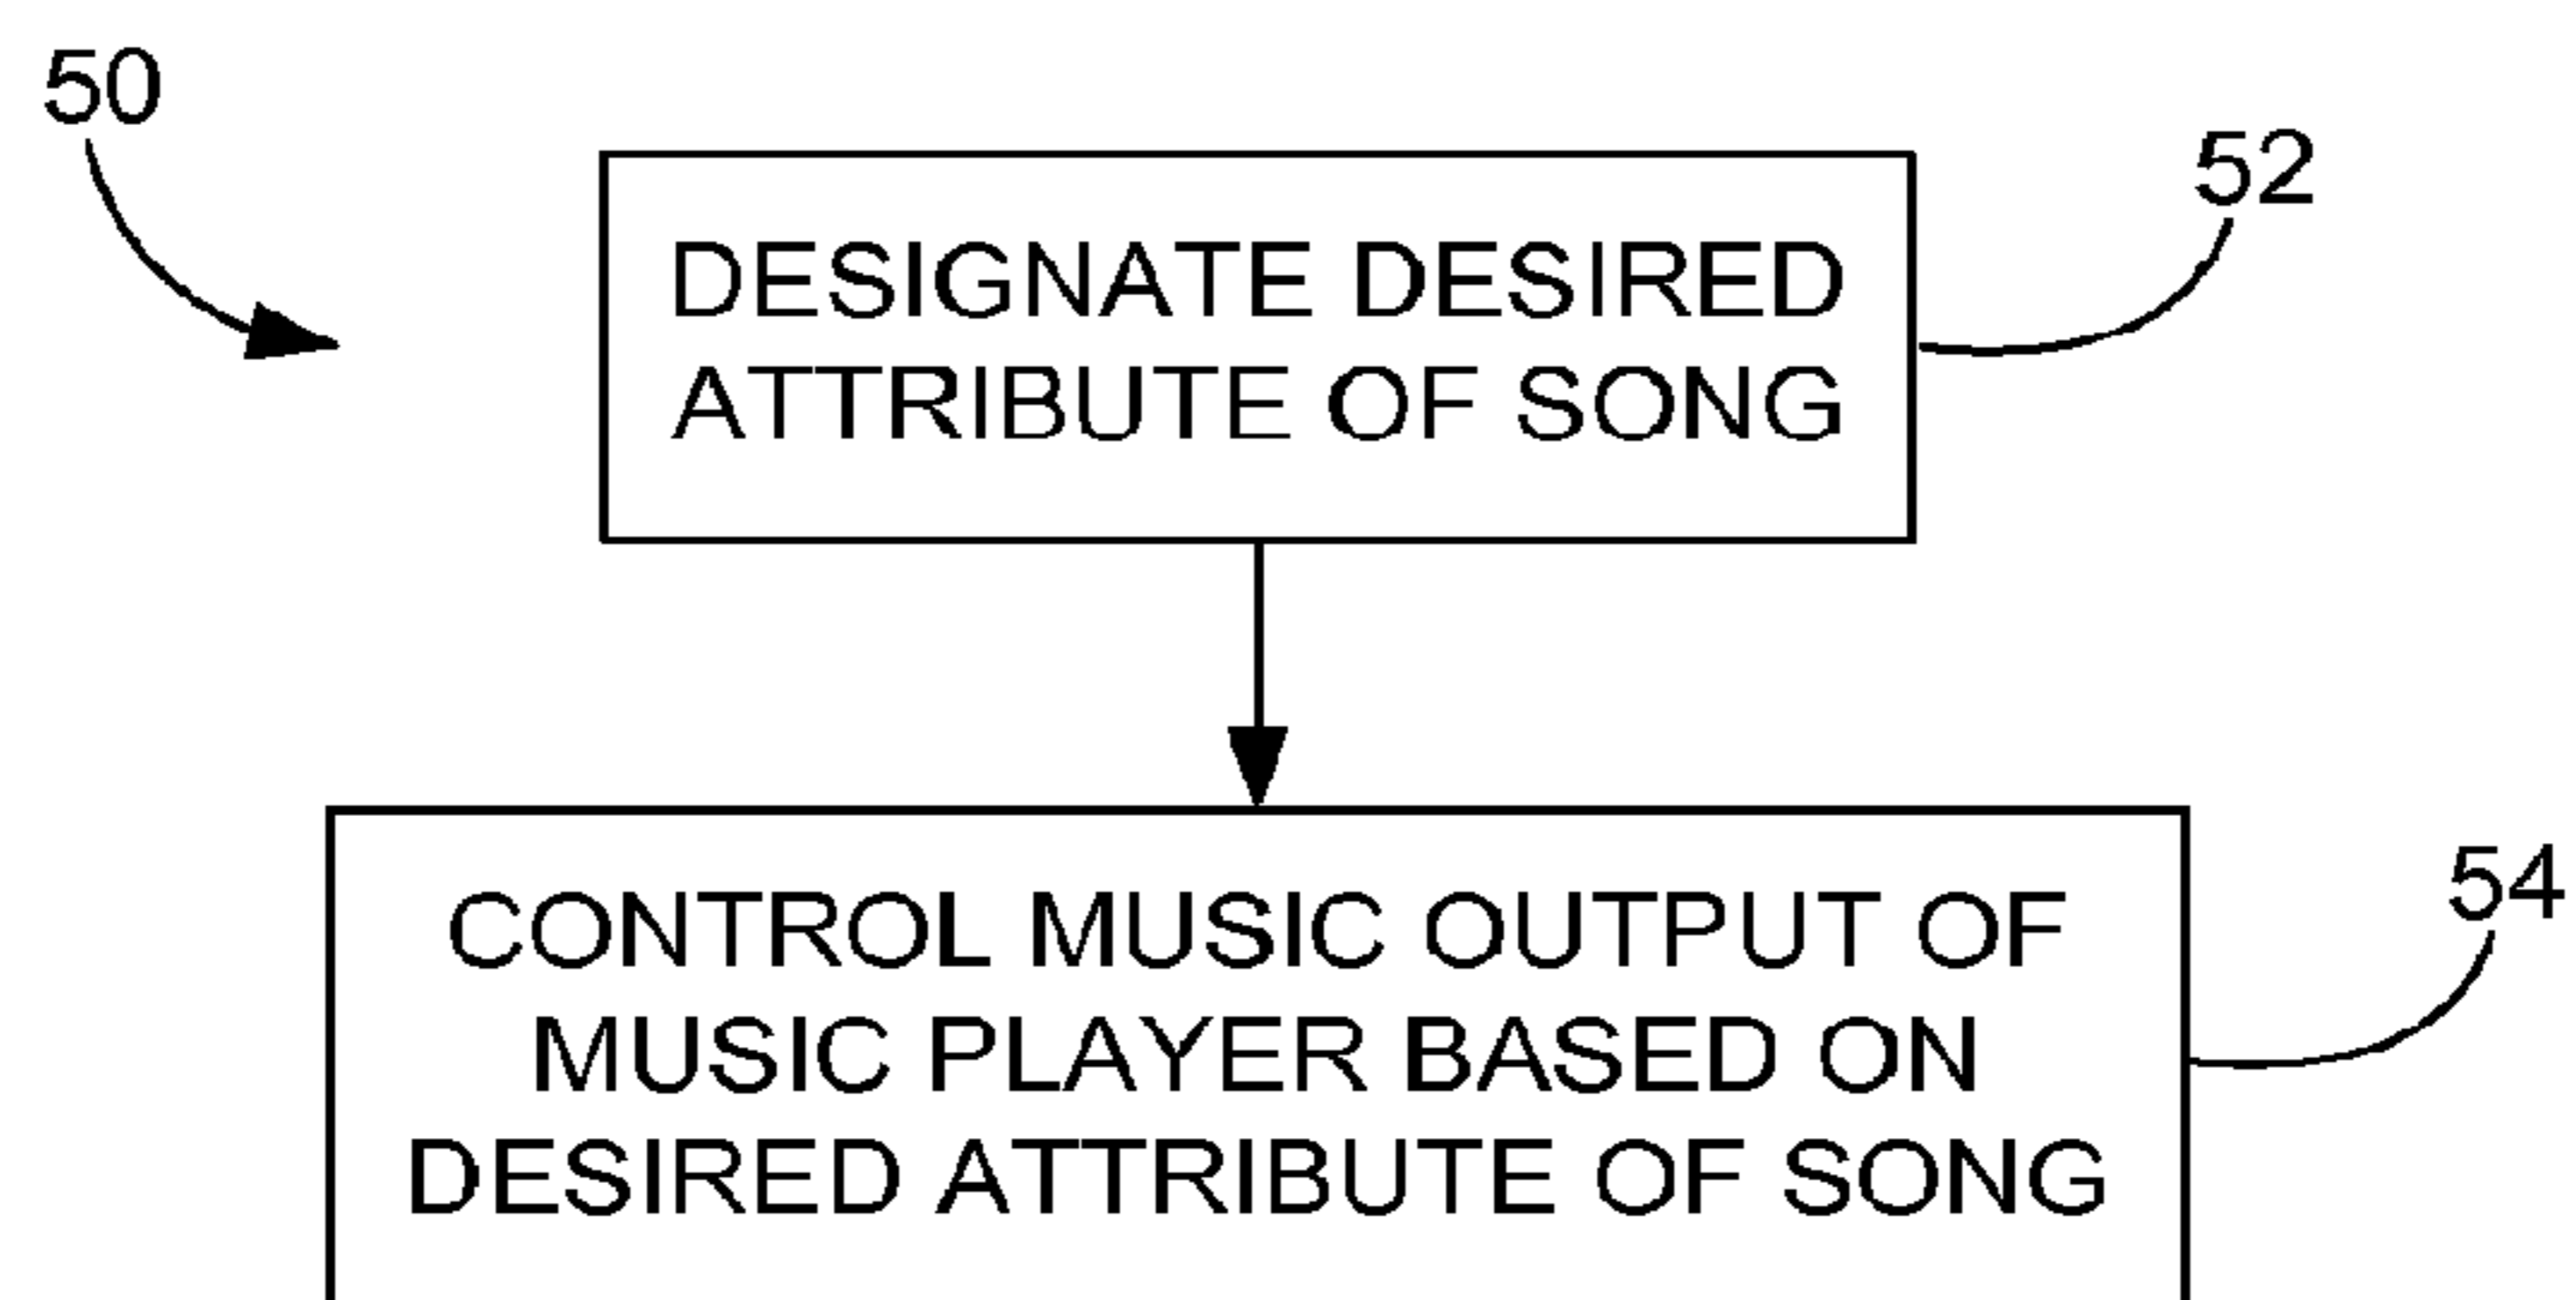 50
52
DESIGNATE DESIRED
ATTRIBUTE OF SONG
54
CONTROL MUSIC OUTPUT OF
MUSIC PLAYER BASED ON
DESIRED ATTRIBUTE OF SONG